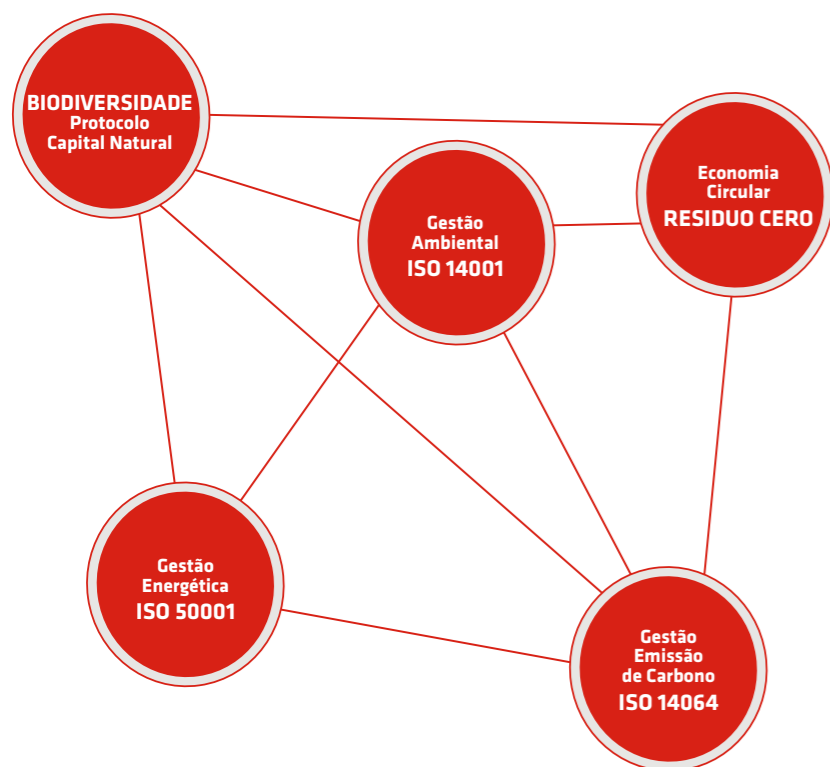 BIODIVERSIDADE
Protocolo
Capital Natural
Economia
Circular
RESIDUO CERO
Gestão
Ambiental
ISO 14001
Gestão
Energética
ISO 50001
Gestão
Emissão
de Carbono
ISO 14064